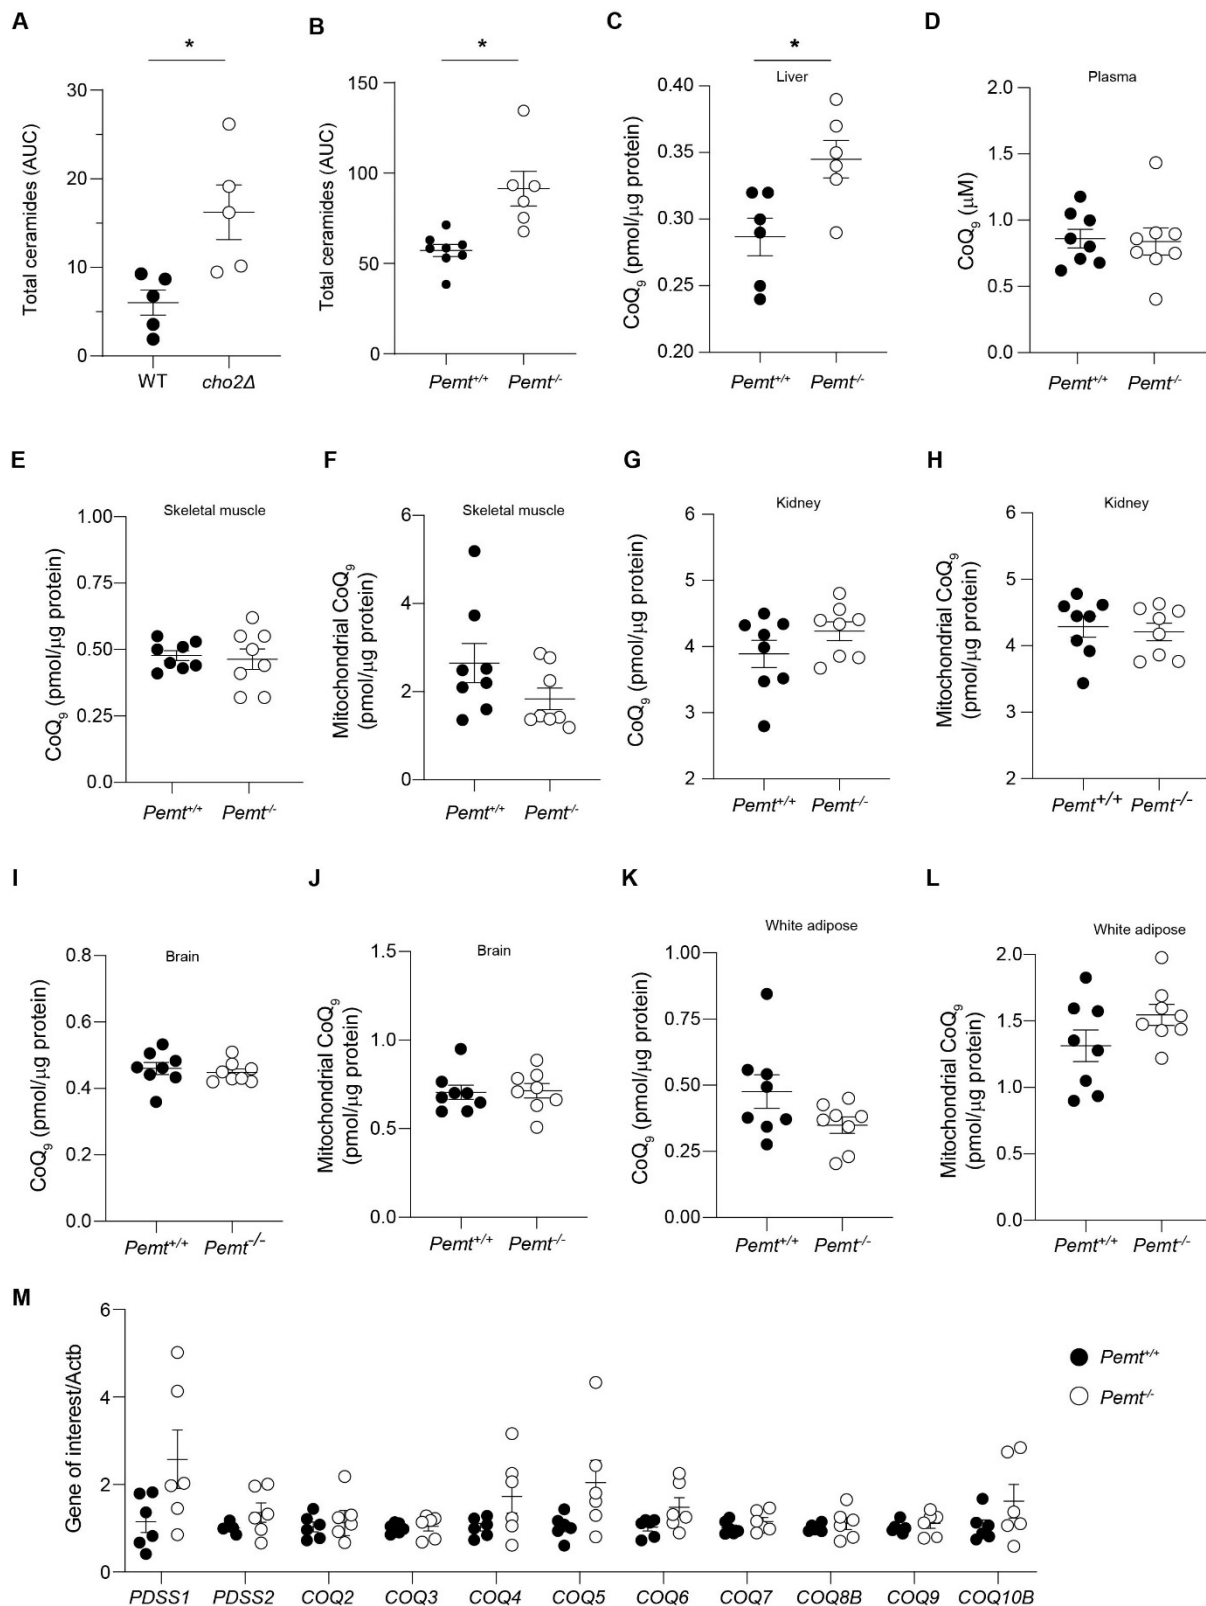 A
*
Total ceramides (AUC)
30
20
10
0
WT
cho2Δ
B
*
Total ceramides (AUC)
150
100
50
0
Pemt+/+
Pemt-/-
C
*
Liver
CoQ9 (pmol/μg protein)
0.40
0.35
0.30
0.25
0.20
Pemt+/+
Pemt-/-
D
Plasma
CoQ9 (μM)
2.0
1.5
1.0
0.5
0.0
Pemt+/+
Pemt-/-
E
Skeletal muscle
CoQ9 (pmol/μg protein)
1.00
0.75
0.50
0.25
0.0
Pemt+/+
Pemt-/-
F
Skeletal muscle
Mitochondrial CoQ9
(pmol/μg protein)
6
4
2
0
Pemt+/+
Pemt-/-
G
Kidney
CoQ9 (pmol/μg protein)
6
5
4
3
2
Pemt+/+
Pemt-/-
H
Kidney
Mitochondrial CoQ9
(pmol/μg protein)
6
5
4
3
2
Pemt+/+
Pemt−/−
I
Brain
CoQ9 (pmol/μg protein)
0.8
0.6
0.4
0.2
0.0
Pemt+/+
Pemt−/−
J
Brain
Mitochondrial CoQ9
(pmol/μg protein)
1.5
1.0
0.5
0.0
Pemt+/+
Pemt-/-
K
White adipose
CoQ9 (pmol/μg protein)
1.00
0.75
0.50
0.25
0.00
Pemt+/+
Pemt-/-
L
White adipose
Mitochondrial CoQ9
(pmol/μg protein)
2.0
1.5
1.0
0.5
0.0
Pemt+/+
Pemt-/-
M
Gene of interest/Actb
6
4
2
0
PDSS1
PDSS2
COQ2
COQ3
COQ4
COQ5
COQ6
COQ7
COQ8B
COQ9
COQ10B
Pemt+/+
Pemt-/-